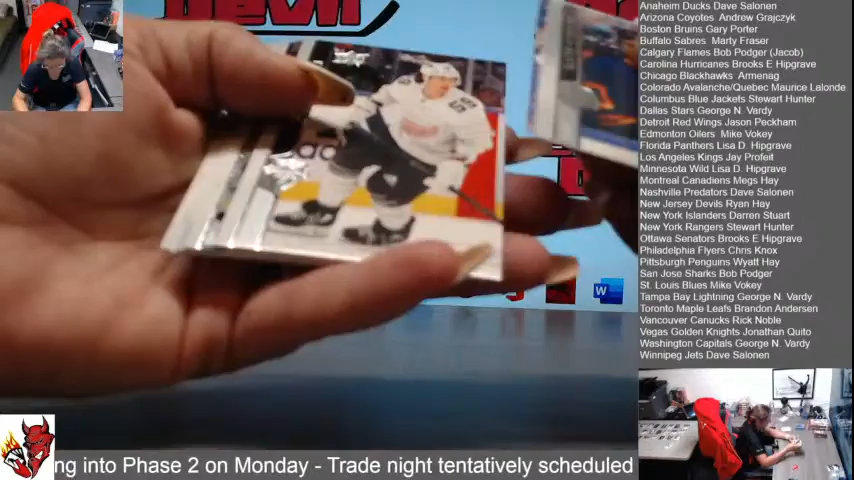 Devil
Anaheim Ducks Dave Salonen
Arizona Coyotes Andrew Grajczyk
Boston Bruins Gary Porter
Buffalo Sabres Marty Fraser
Calgary Flames Bob Podger (Jacob)
Carolina Hurricanes Brooks E Hipgrave
Chicago Blackhawks Armenag
Colorado Avalanche/Quebec Maurice Lalonde
Columbus Blue Jackets Stewart Hunter
Dallas Stars George N. Vardy
Detroit Red Wings Jason Peckham
Edmonton Oilers Mike Vokey
Florida Panthers Lisa D. Hipgrave
Los Angeles Kings Jay Profeit
Minnesota Wild Lisa D. Hipgrave
Montreal Canadiens Megs Hay
Nashville Predators Dave Salonen
New Jersey Devils Ryan Hay
New York Islanders Darren Stuart
New York Rangers Stewart Hunter
Ottawa Senators Brooks E Hipgrave
Philadelphia Flyers Chris Knox
Pittsburgh Penguins Wyatt Hay
San Jose Sharks Bob Podger
St. Louis Blues Mike Vokey
Tampa Bay Lightning George N. Vardy
Toronto Maple Leafs Brandon Andersen
Vancouver Canucks Rick Noble
Vegas Golden Knights Jonathan Quito
Washington Capitals George N. Vardy
Winnipeg Jets Dave Salonen
W
ng into Phase 2 on Monday - Trade night tentatively scheduled